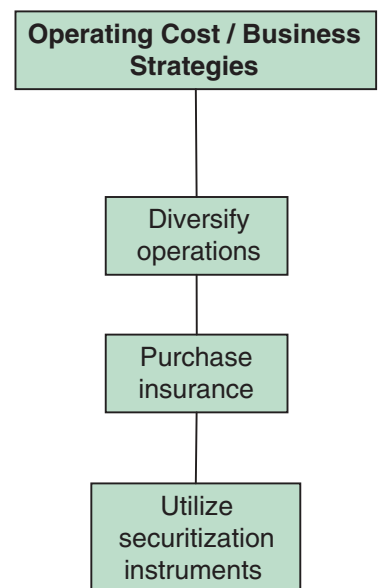 Operating Cost / Business
Strategies
Diversify
operations
Purchase
insurance
Utilize
securitization
instruments